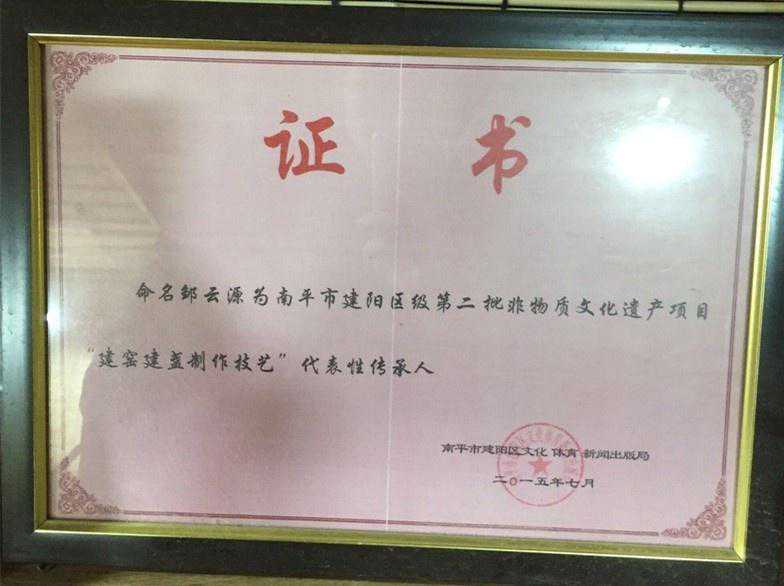 证书
命名邹云源为南平市建阳区级第二批非物质文化遗产项目
“建窑建盏制作技艺”代表性传承人
南平市建阳区文化 体育 新闻出版局
二〇一五年七月